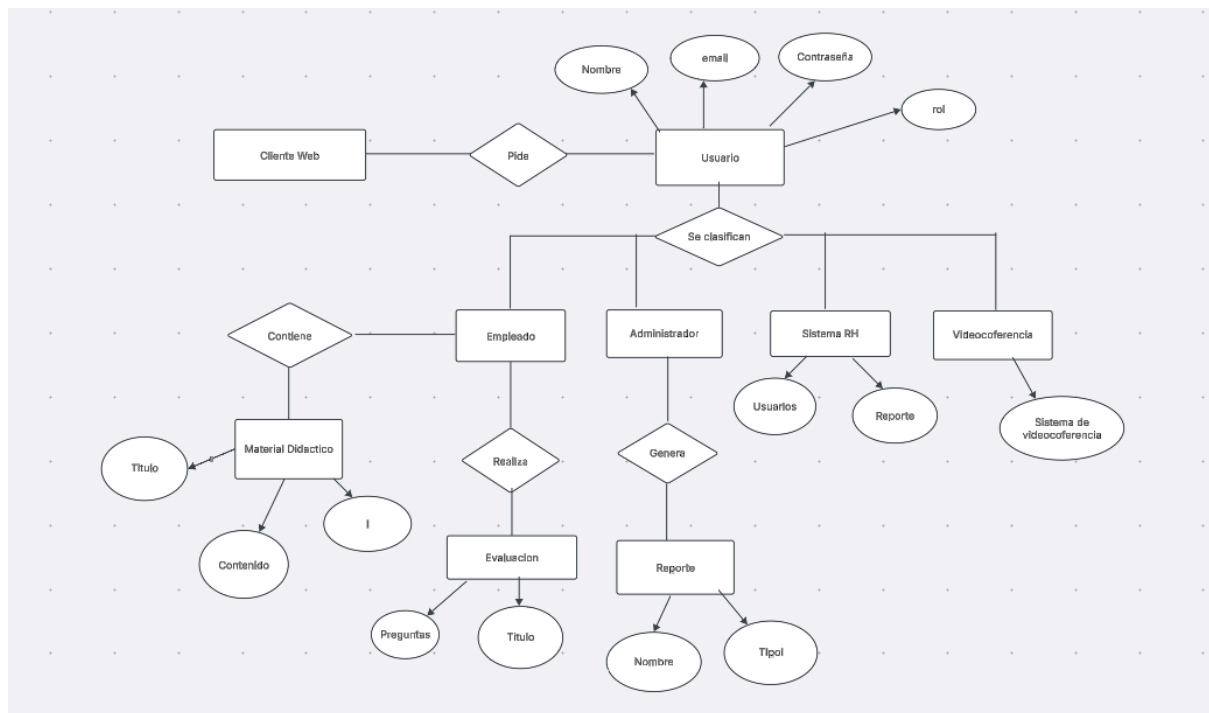 Nombre
email
Contraseña
rol
Cliente Web
Pide
Usuario
Se clasifican
Contiene
Empleado
Administrador
Sistema RH
Videocoferencia
Usuarios
Reporte
Sistema de
videocoferencia
Material Didactico
Titulo
Realiza
Genera
I
Contenido
Evaluacion
Reporte
Preguntas
Titulo
Nombre
Tipol